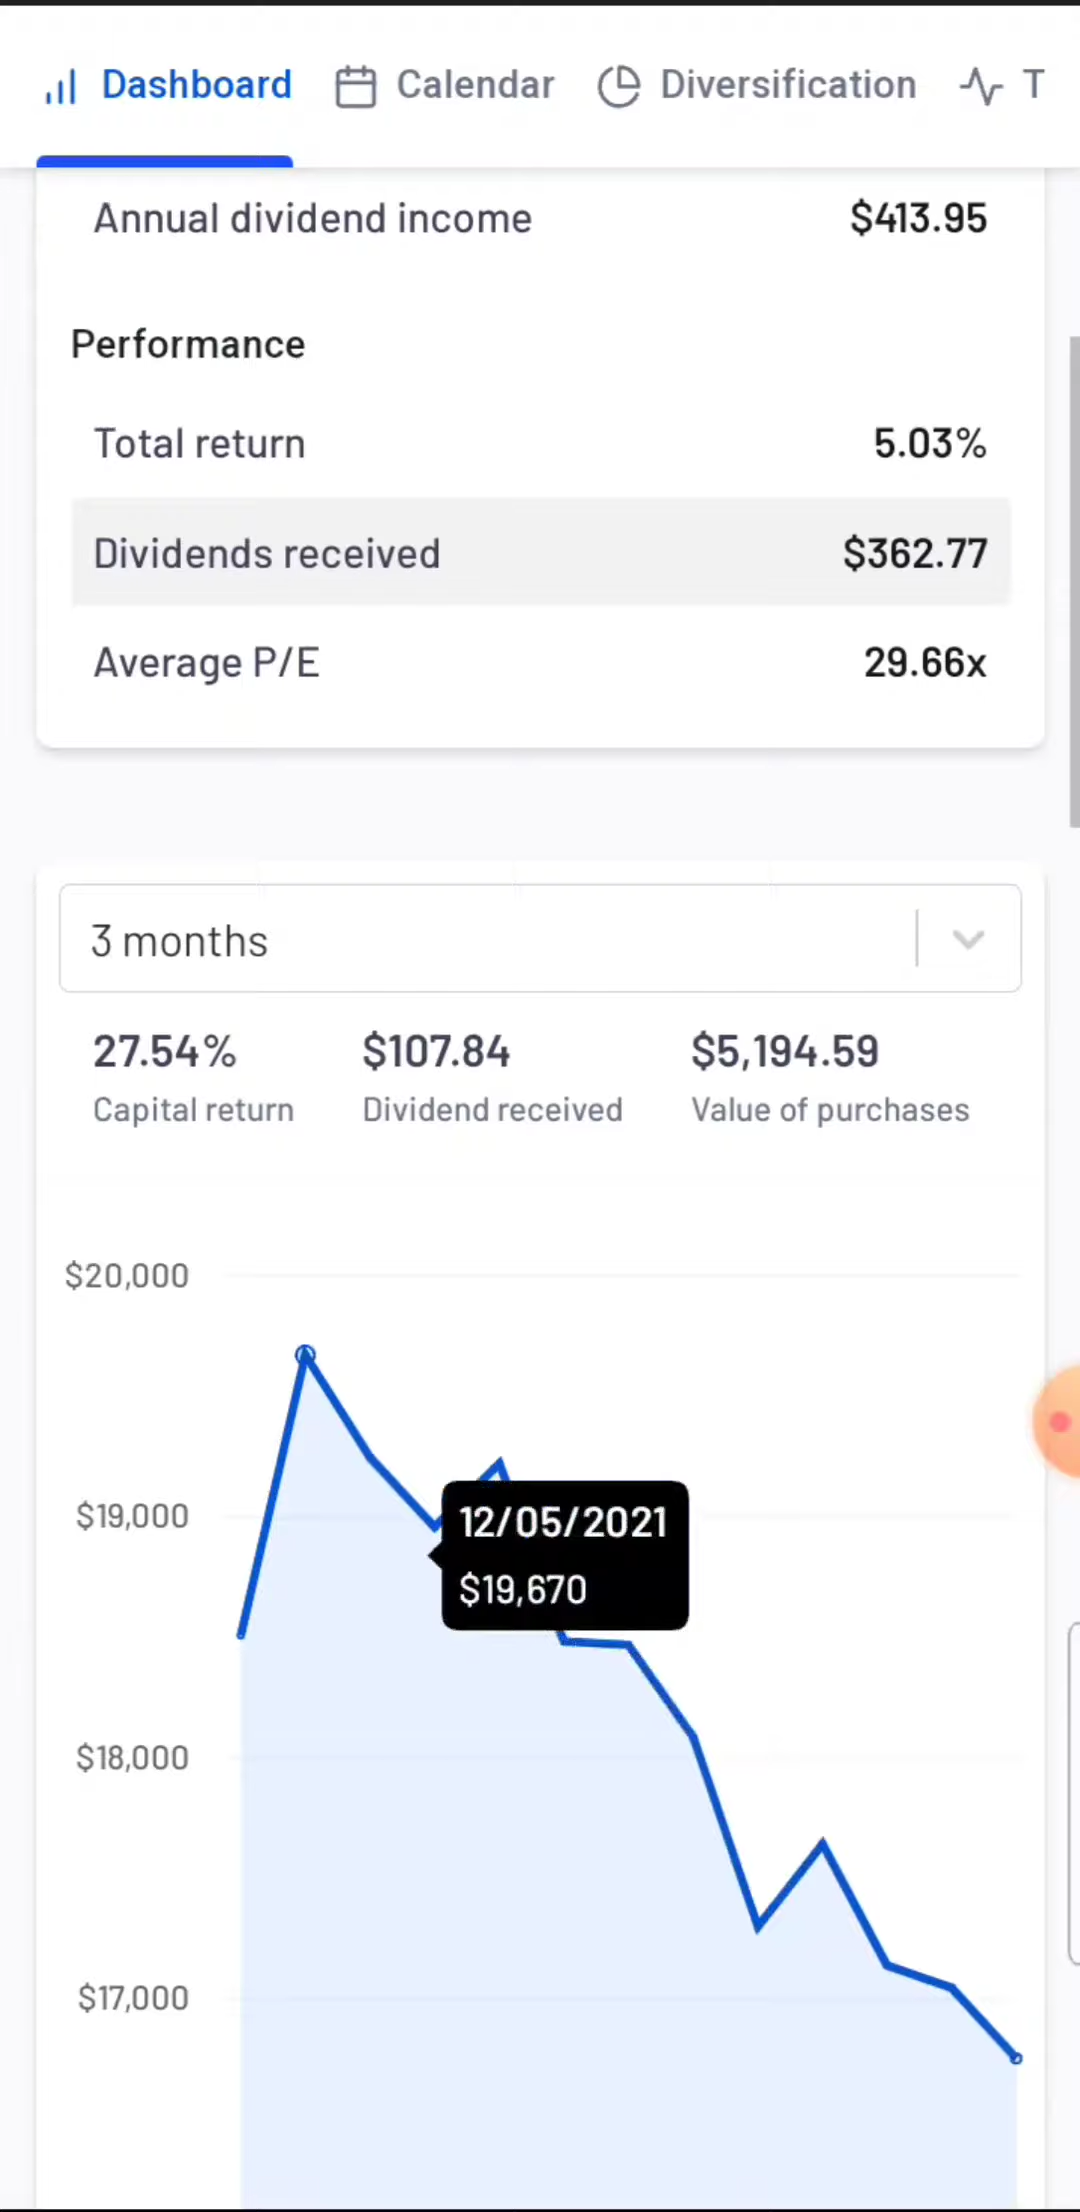 Dashboard Calendar Diversification T
Annual dividend income $413.95
Performance
Total return 5.03%
Dividends received $362.77
Average P/E 29.66x
3 months
27.54% $107.84 $5,194.59
Capital return Dividend received Value of purchases
$20,000
$19,000
12/05/2021
$19,670
$18,000
$17,000